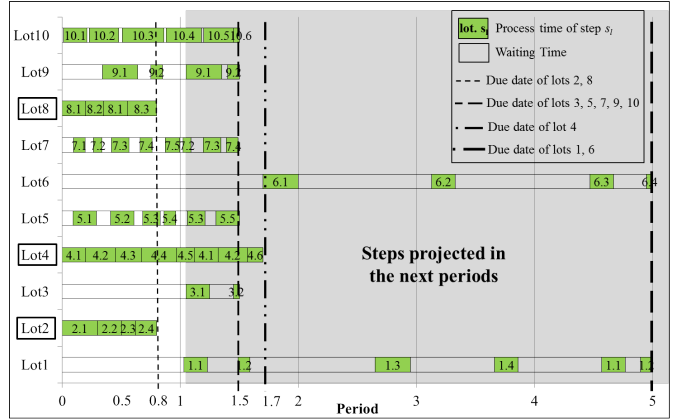 Lot10 10.1 10.2 10.3 10.4 10.5 10.6
lot. sl Process time of step sl
Waiting Time
Due date of lots 2, 8
Due date of lots 3, 5, 7, 9, 10
Due date of lot 4
Due date of lots 1, 6
Lot9 9.1 9.2 9.1 9.2
Lot8 8.1 8.2 8.1 8.3
Lot7 7.1 7.2 7.3 7.4 7.5 7.2 7.3 7.4
Lot6 6.1 6.2 6.3 6.4
Lot5 5.1 5.2 5.3 5.4 5.3 5.5
Lot4 4.1 4.2 4.3 4.4 4.5 4.1 4.2 4.6
Steps projected in
the next periods
Lot3 3.1 3.2
Lot2 2.1 2.2 2.3 2.4
Lot1 1.1 1.2 1.3 1.4 1.1 1.2
0 0.5 0.8 1 1.5 1.7 2 3 4 5
Period